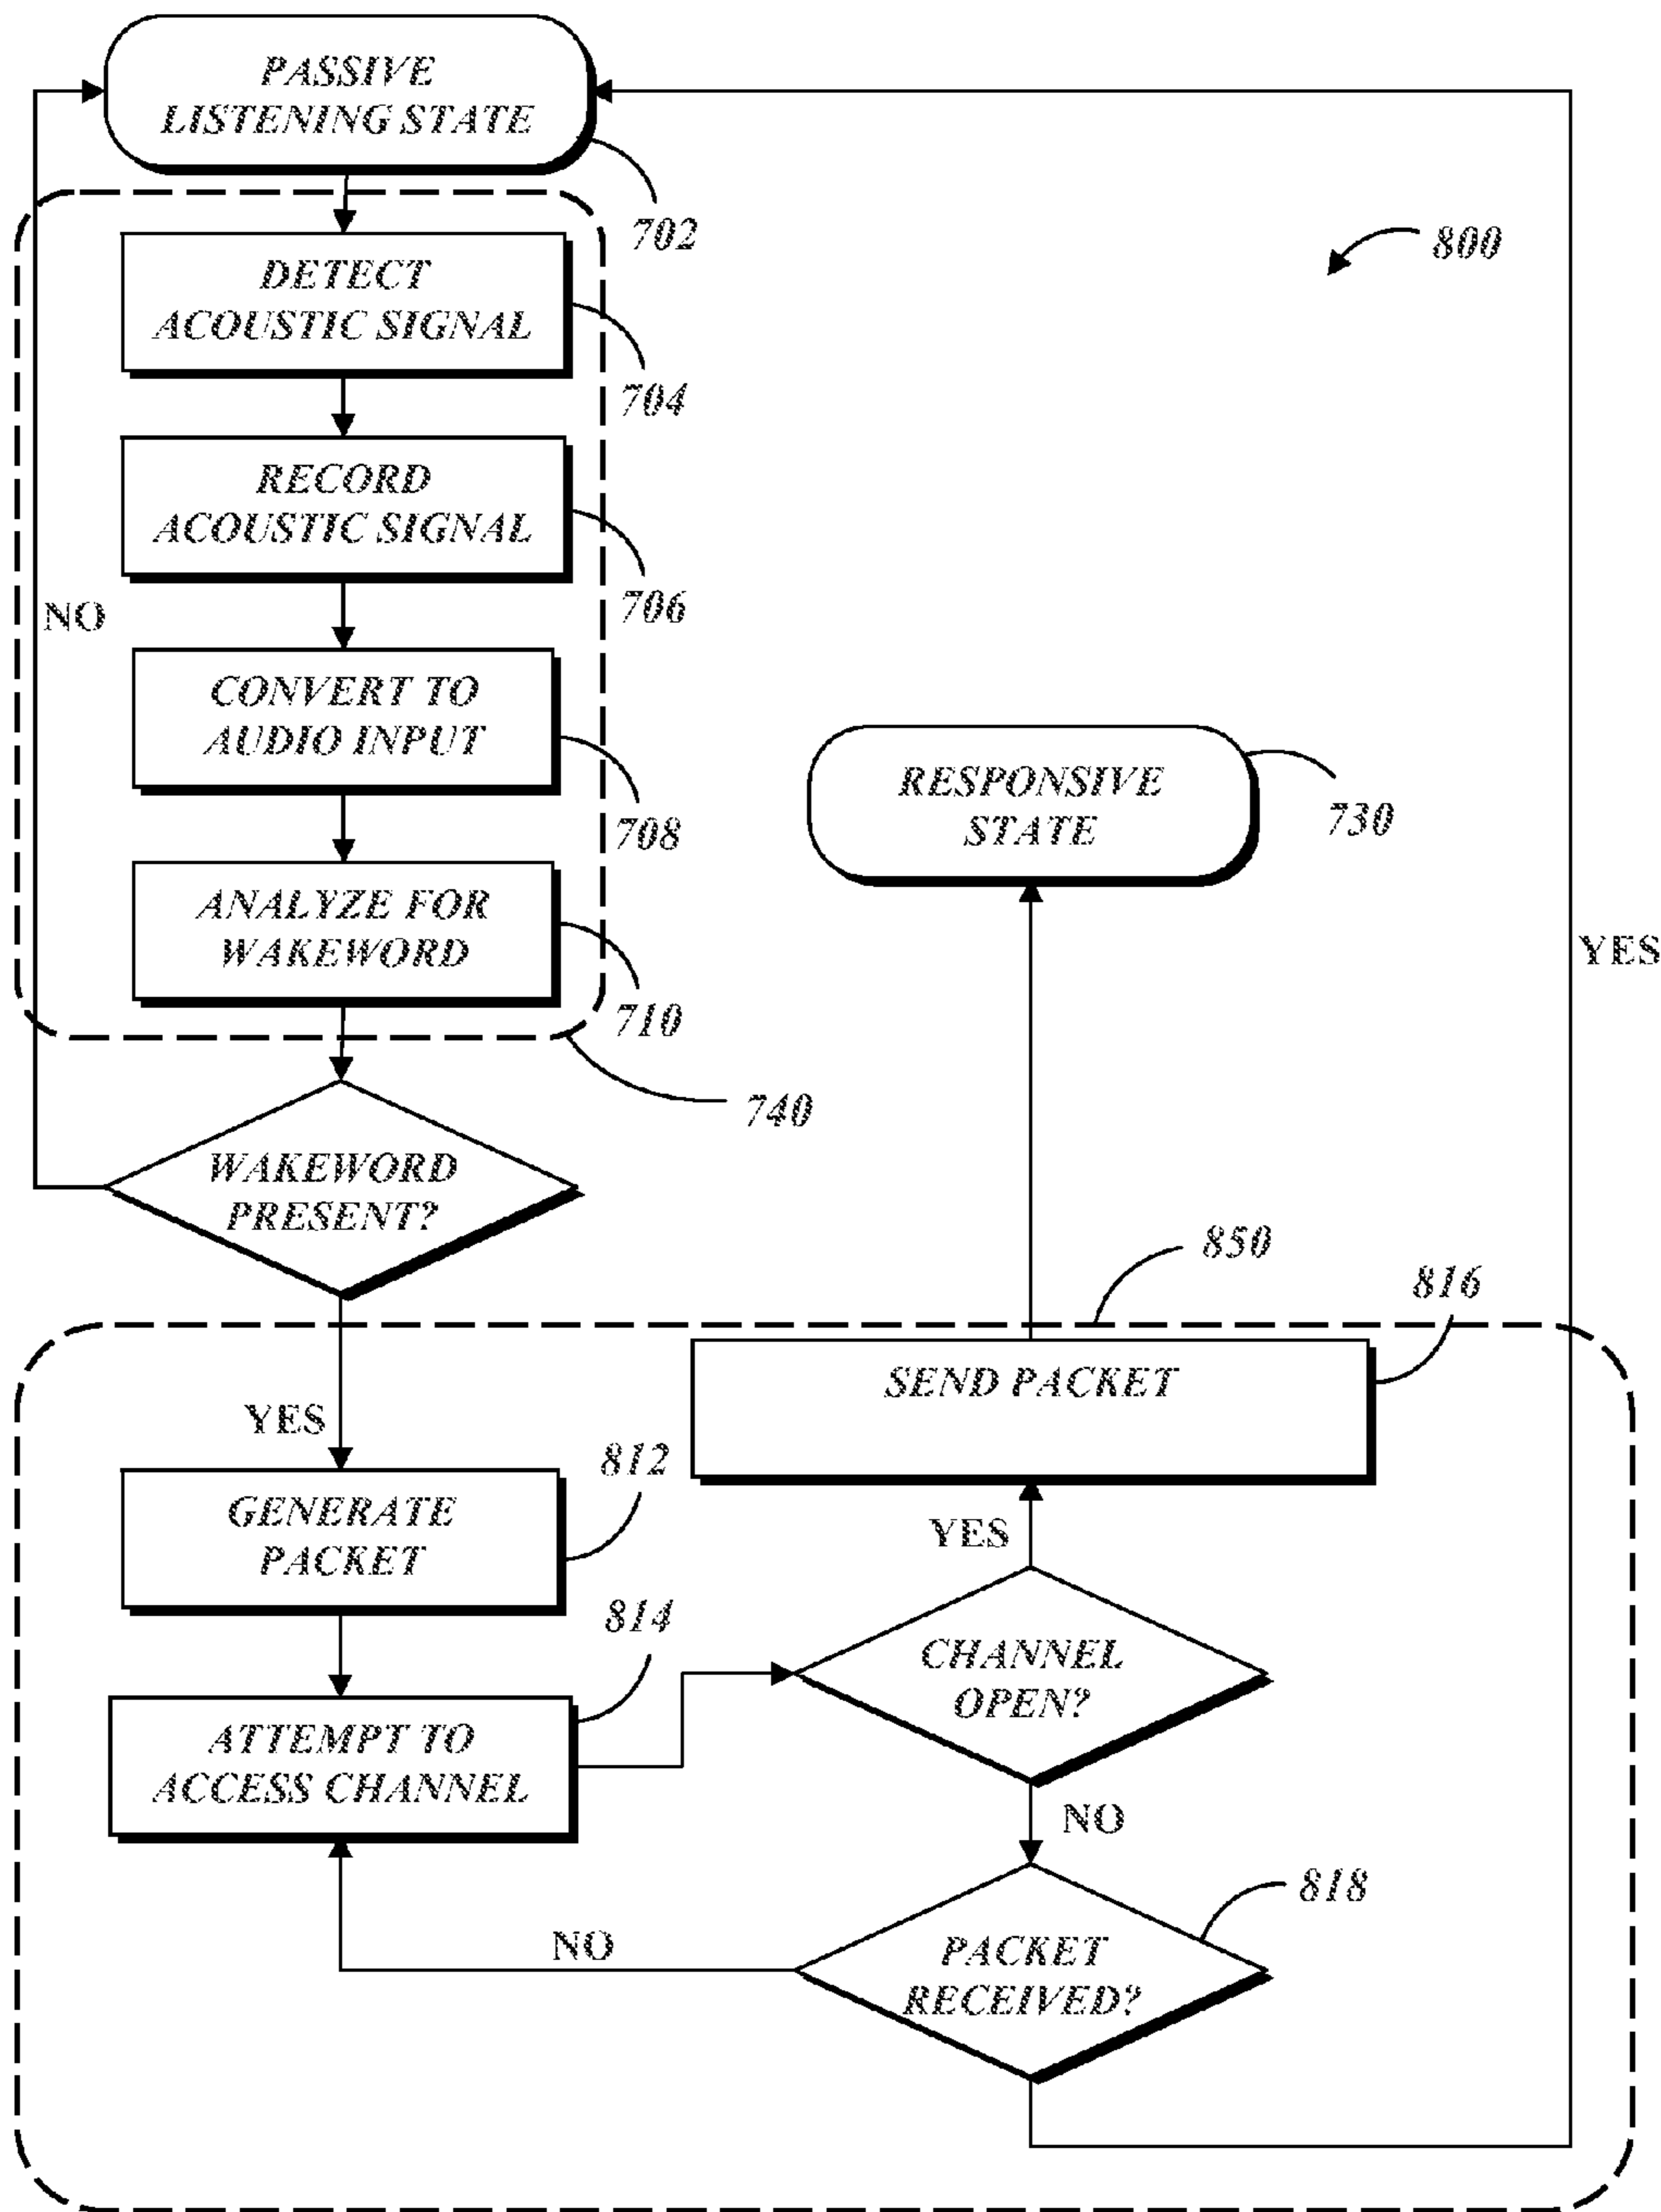 PASSIVE
LISTENING STATE
702
800
DETECT
ACOUSTIC SIGNAL
704
RECORD
ACOUSTIC SIGNAL
706
NO
CONVERT TO
AUDIO INPUT
708
RESPONSIVE
STATE
730
ANALYZE FOR
WAKEWORD
710
YES
740
WAKEWORD
PRESENT?
850
816
SEND PACKET
YES
812
GENERATE
PACKET
YES
814
CHANNEL
OPEN?
ATTEMPT TO
ACCESS CHANNEL
NO
818
NO
PACKET
RECEIVED?